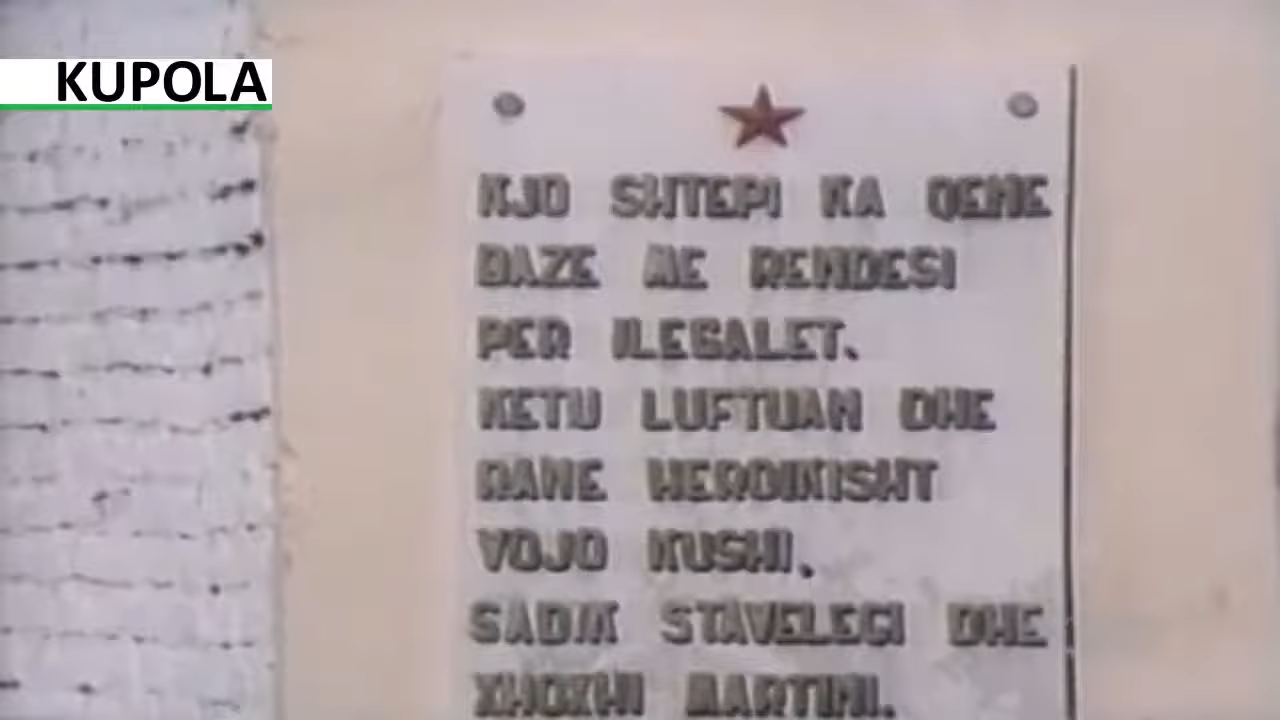 KUPOLA
KJO SHTEPI KA QENE
BAZE ME RENDESI
PER ILEGALET.
KETU LUFTUAN DHE
RANE HEROIKISHT
VOJO KUSHI,
SADIK STAVELECI DHE
XHOXHI MARTINI.